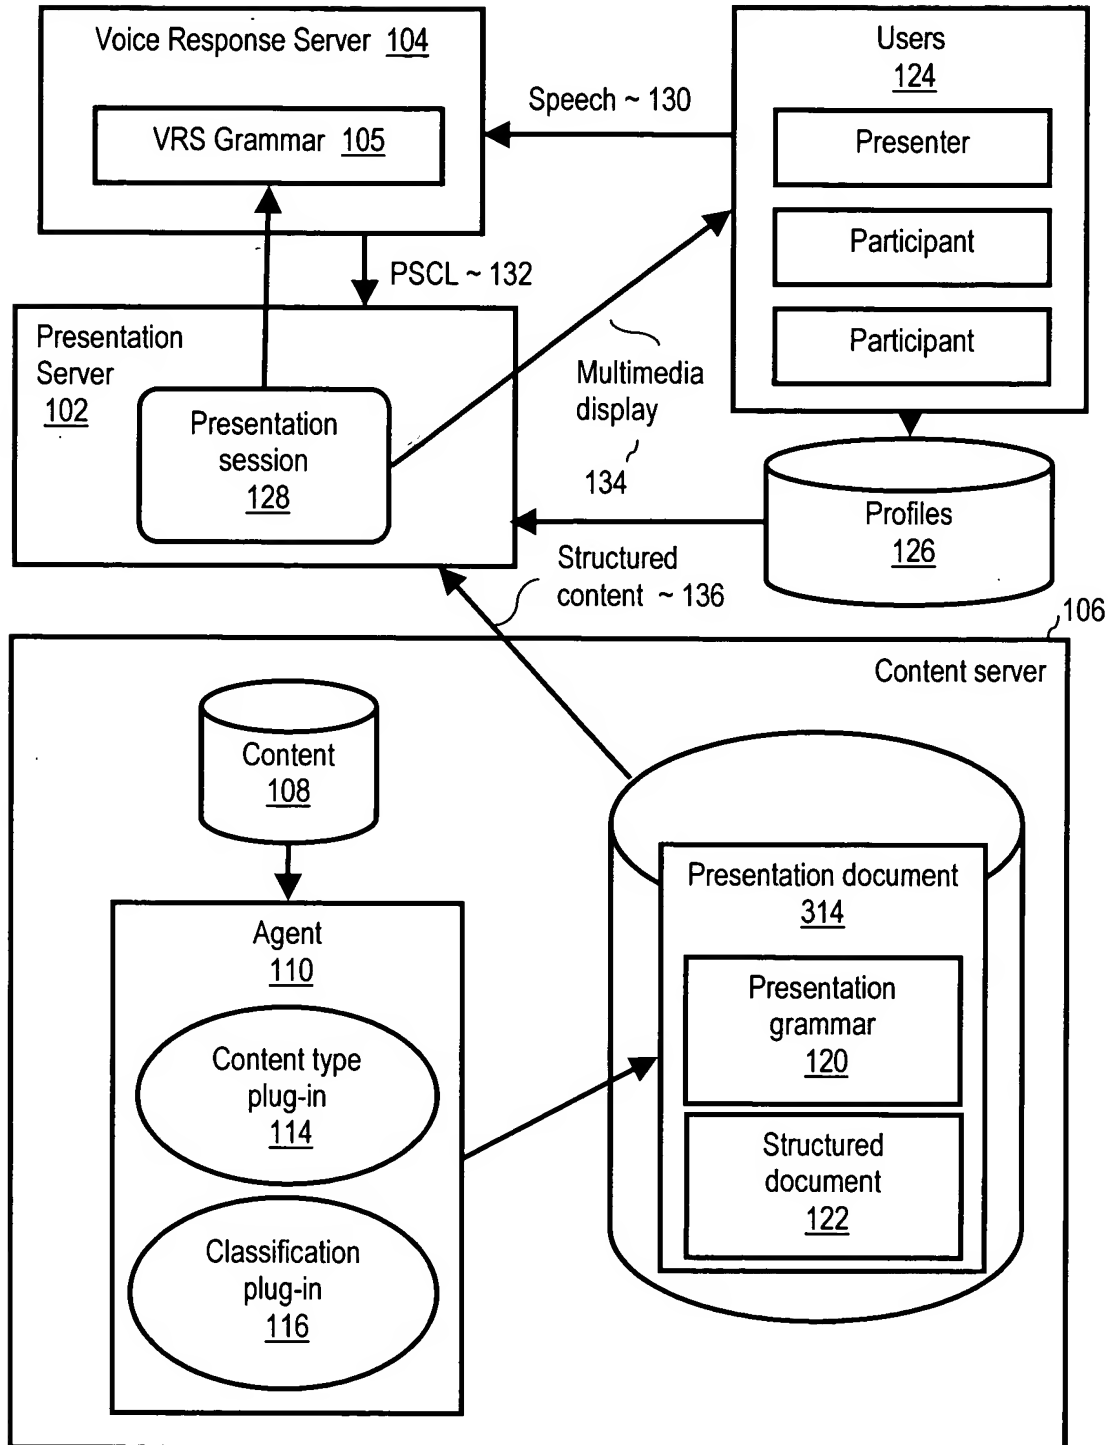 Voice Response Server 104
VRS Grammar 105
Speech ~ 130
Users
124
Presenter
Participant
Participant
PSCL ~ 132
Presentation
Server
102
Presentation
session
128
Multimedia
display
134
Profiles
126
Structured
content ~ 136
106
Content server
Content
108
Agent
110
Content type
plug-in
114
Classification
plug-in
116
Presentation document
314
Presentation
grammar
120
Structured
document
122